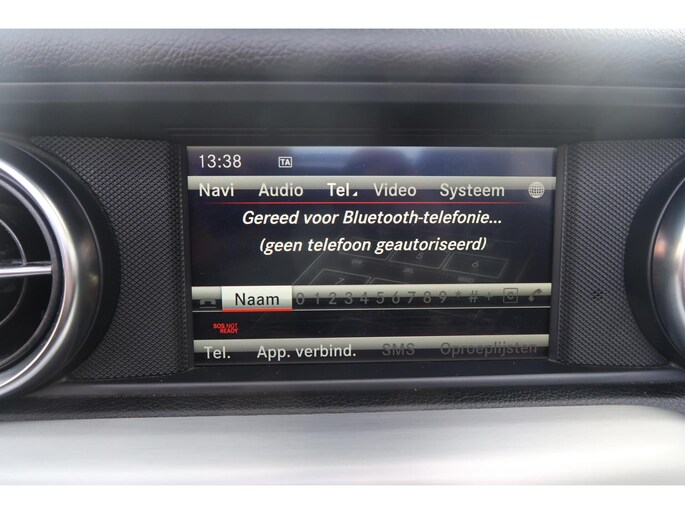 13:38 TA
Navi Audio Tel Video Systeem
Gereed voor Bluetooth-telefonie...
(geen telefoon geautoriseerd)
Naam 0 1 2 3 4 5 6 7 8 9 * # +
SOS NOT
READY
Tel. App. verbind. SMS Oproeplijsten